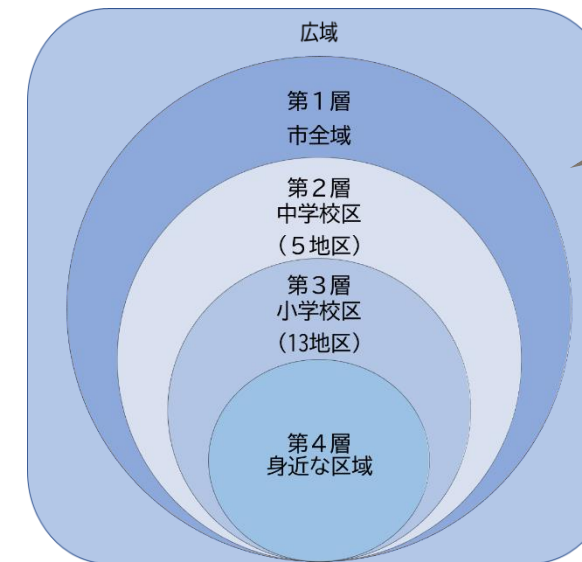 広域
第１層
市全域
第２層
中学校区
（５地区）
第３層
小学校区
（13地区）
第４層
身近な区域